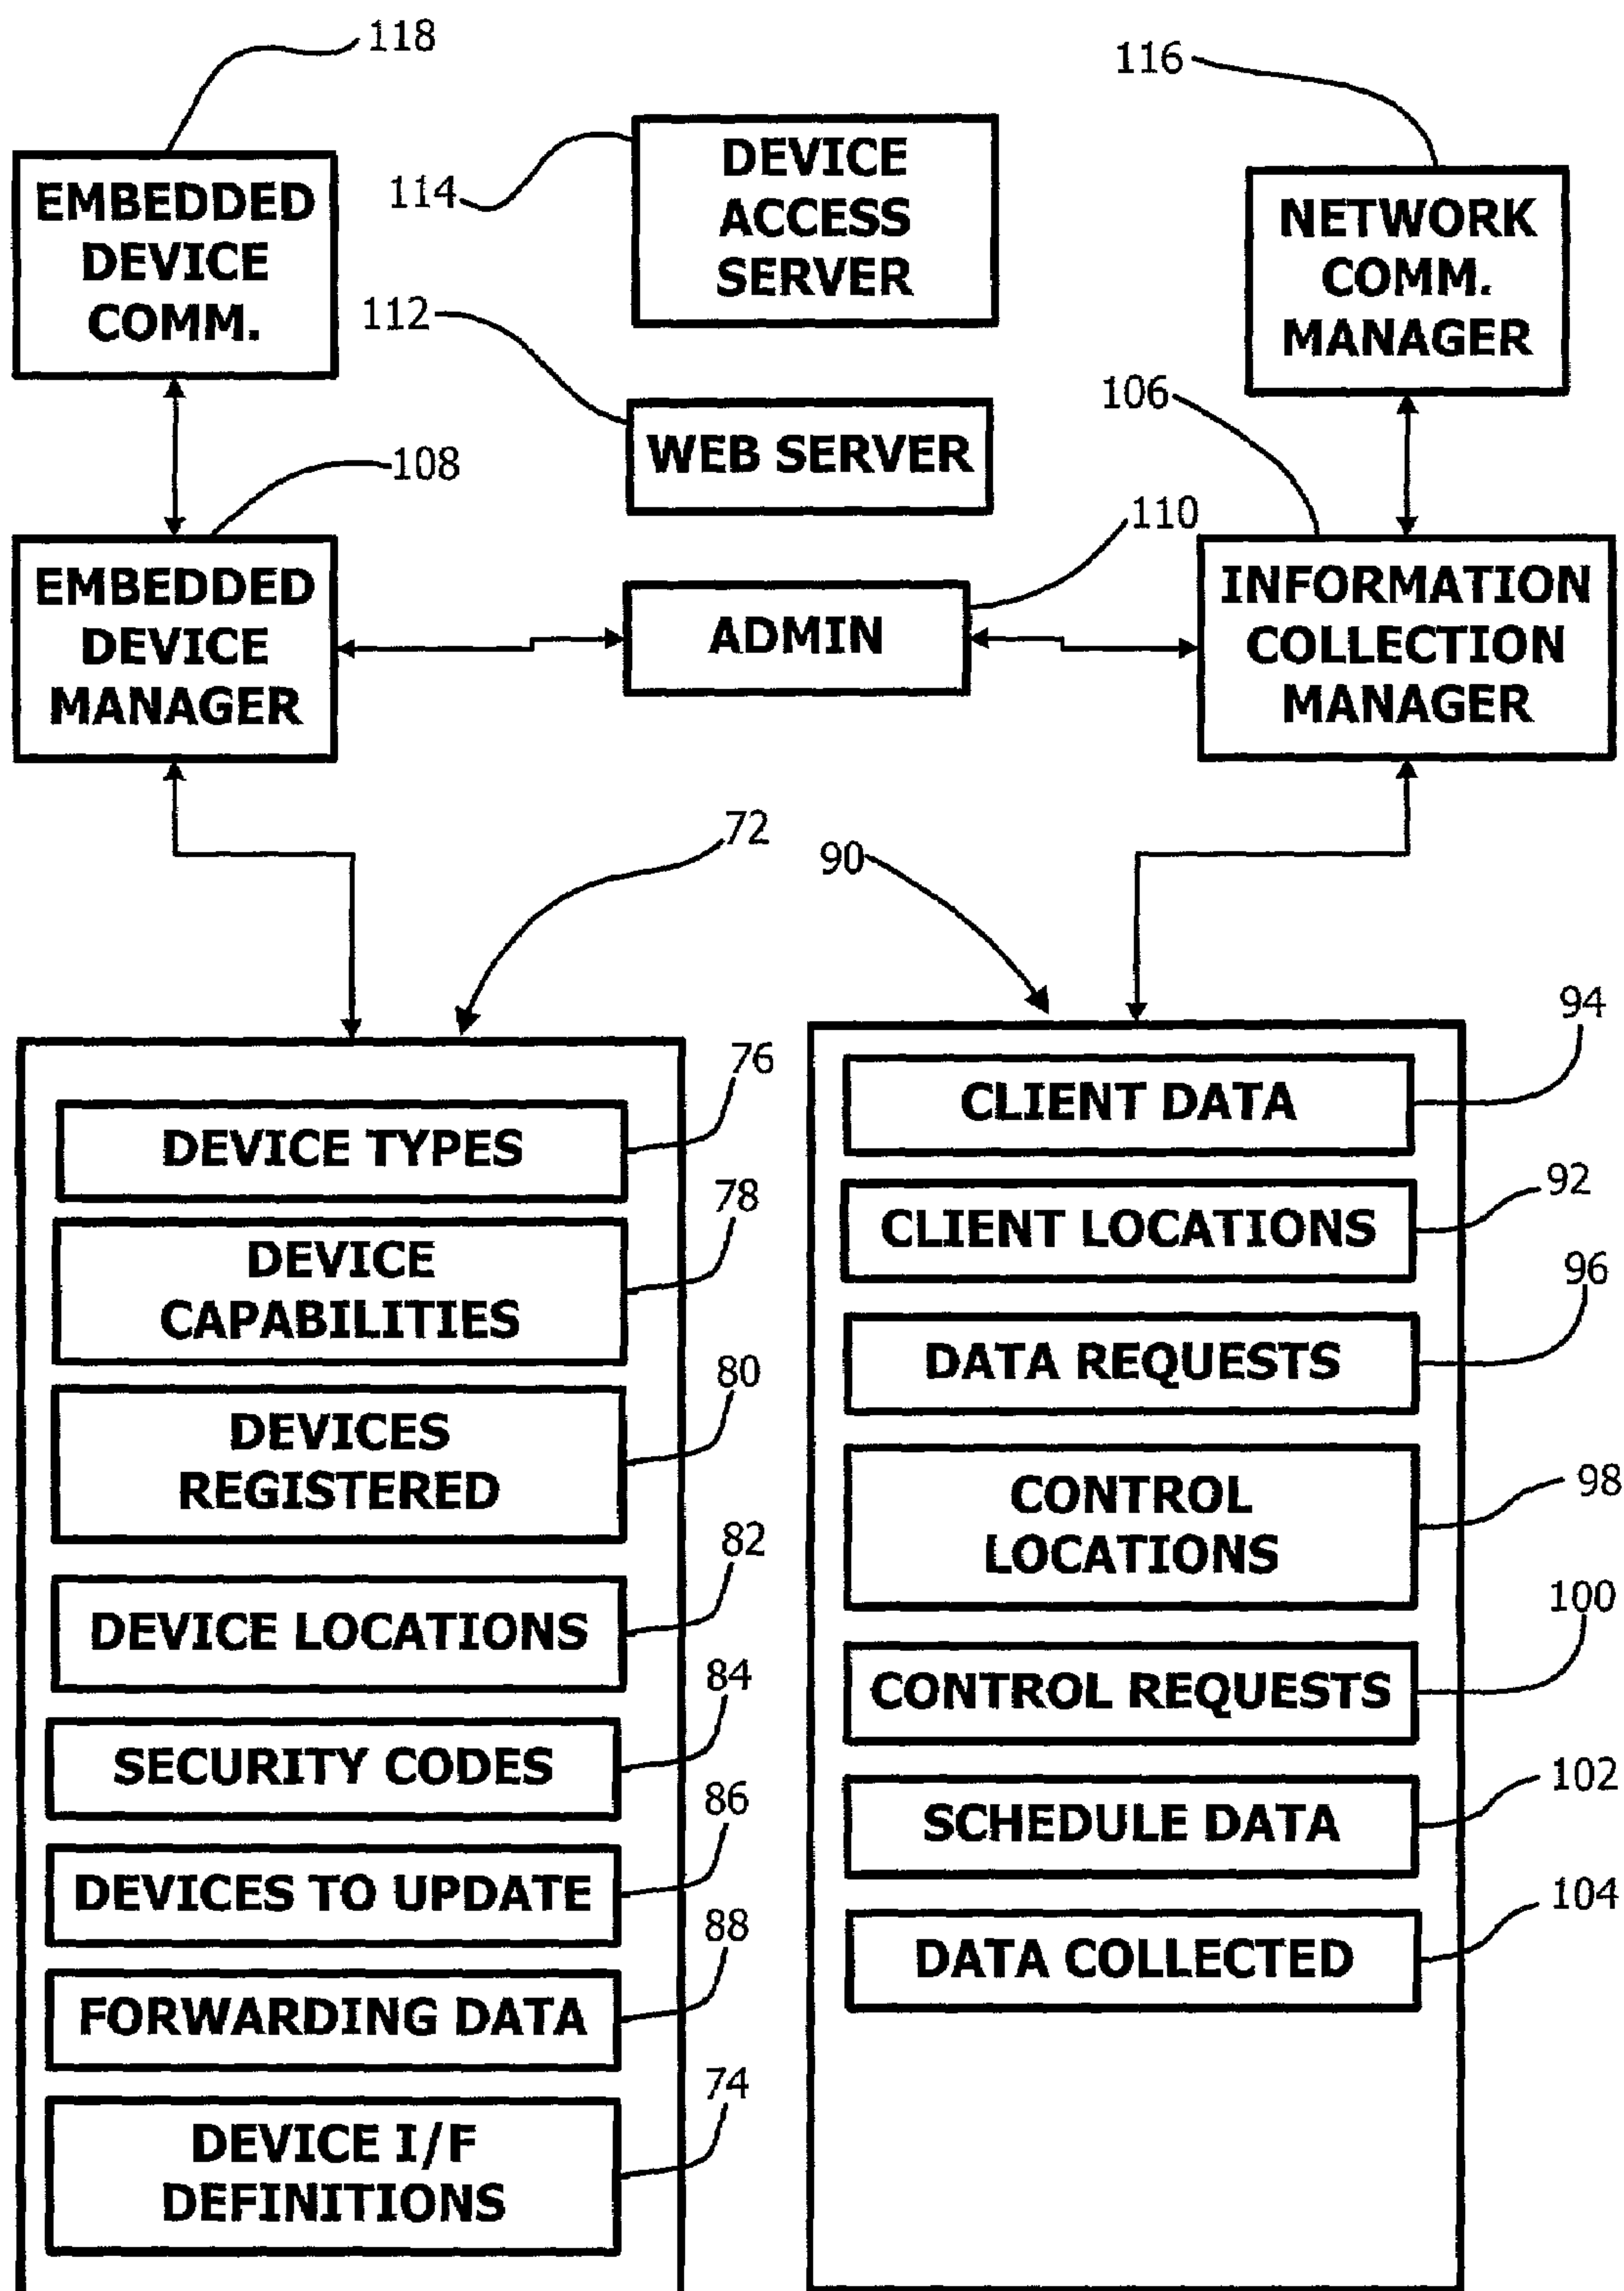 118
116
114
DEVICE
ACCESS
SERVER
EMBEDDED
DEVICE
COMM.
NETWORK
COMM.
MANAGER
112
WEB SERVER
106
108
110
EMBEDDED
DEVICE
MANAGER
ADMIN
INFORMATION
COLLECTION
MANAGER
72
90
76
DEVICE TYPES
78
DEVICE
CAPABILITIES
80
DEVICES
REGISTERED
82
DEVICE LOCATIONS
84
SECURITY CODES
86
DEVICES TO UPDATE
88
FORWARDING DATA
74
DEVICE I/F
DEFINITIONS
94
CLIENT DATA
92
CLIENT LOCATIONS
96
DATA REQUESTS
98
CONTROL
LOCATIONS
100
CONTROL REQUESTS
102
SCHEDULE DATA
104
DATA COLLECTED